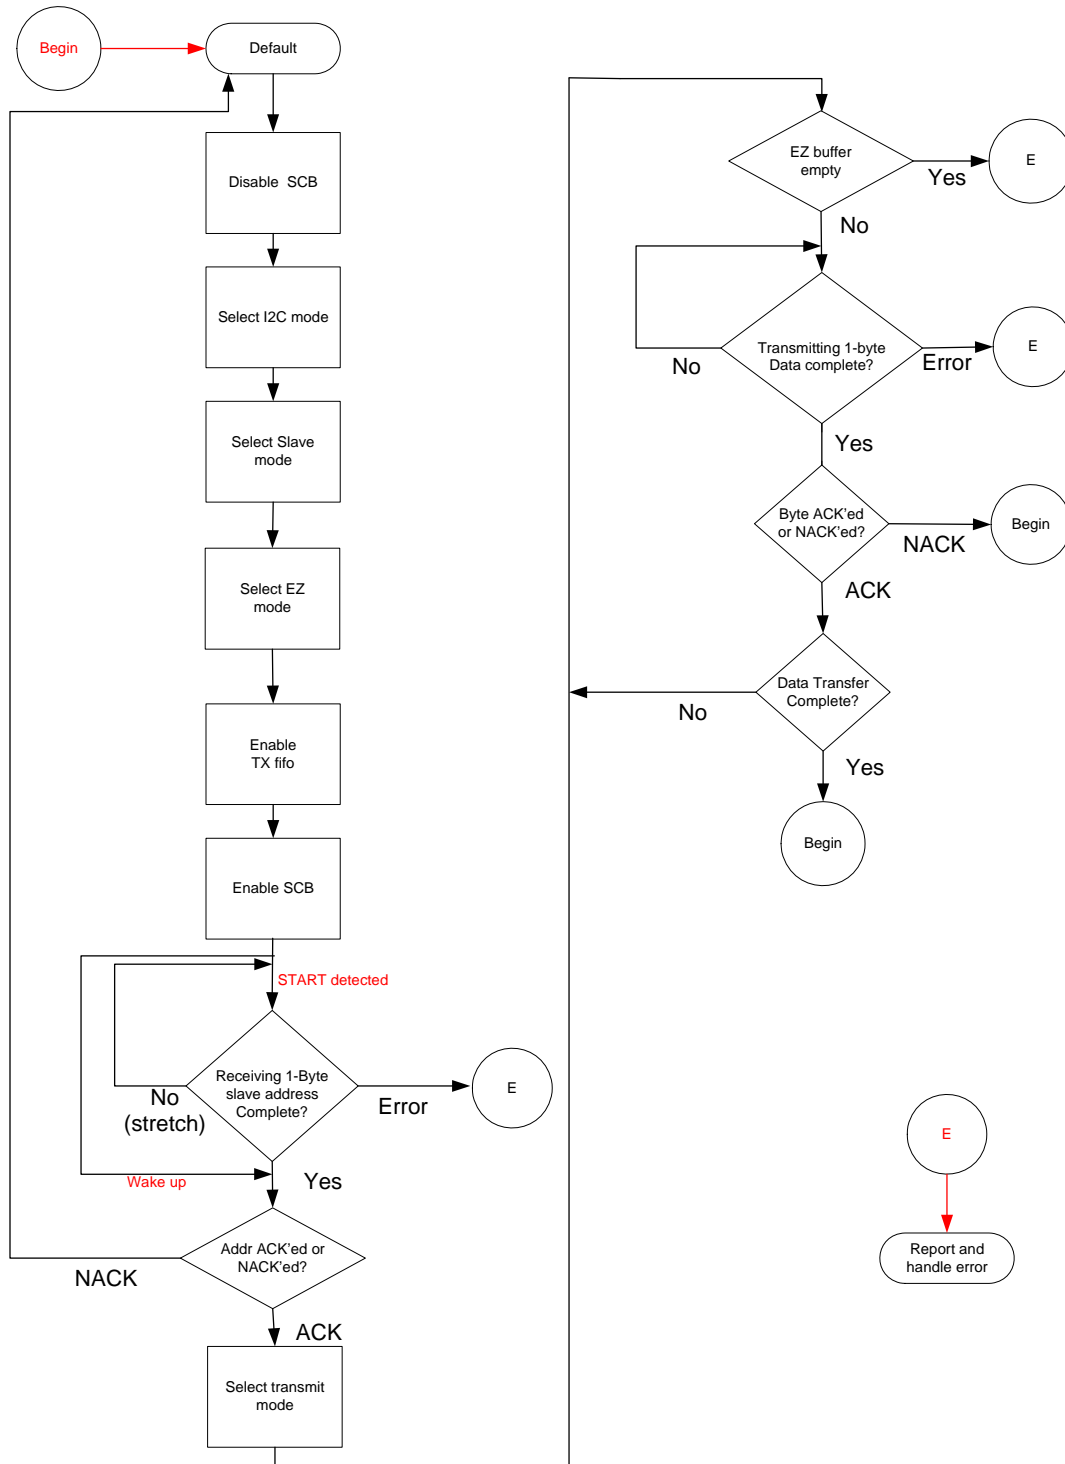 Begin
Default
Disable SCB
Select I2C mode
Select Slave
mode
Select EZ
mode
Enable
TX fifo
Enable SCB
START detected
Receiving 1-Byte
slave address
Complete?
No
(stretch)
Error
E
Wake up
Yes
Addr ACK'ed or
NACK'ed?
NACK
ACK
Select transmit
mode
EZ buffer
empty
Yes
E
No
Transmitting 1-byte
Data complete?
No
Error
E
Yes
Byte ACK'ed
or NACK'ed?
NACK
Begin
ACK
Data Transfer
Complete?
No
Yes
Begin
E
Report and
handle error